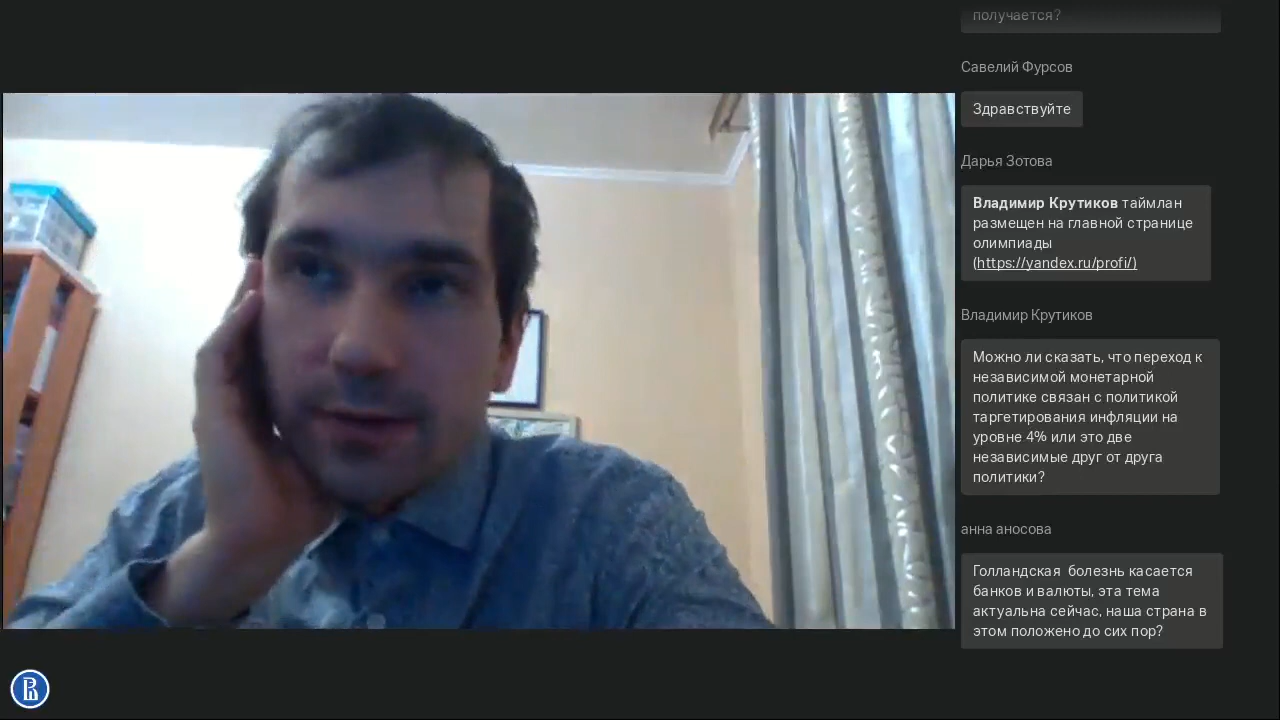 получается?
Савелий Фурсов
Здравствуйте
Дарья Зотова
Владимир Крутиков таймлан
размещен на главной странице
олимпиады
(https://yandex.ru/profi/)
Владимир Крутиков
Можно ли сказать, что переход к
независимой монетарной
политике связан с политикой
таргетирования инфляции на
уровне 4% или это две
независимые друг от друга
политики?
анна аносова
Голландская  болезнь касается
банков и валюты, эта тема
актуальна сейчас, наша страна в
этом положено до сих пор?